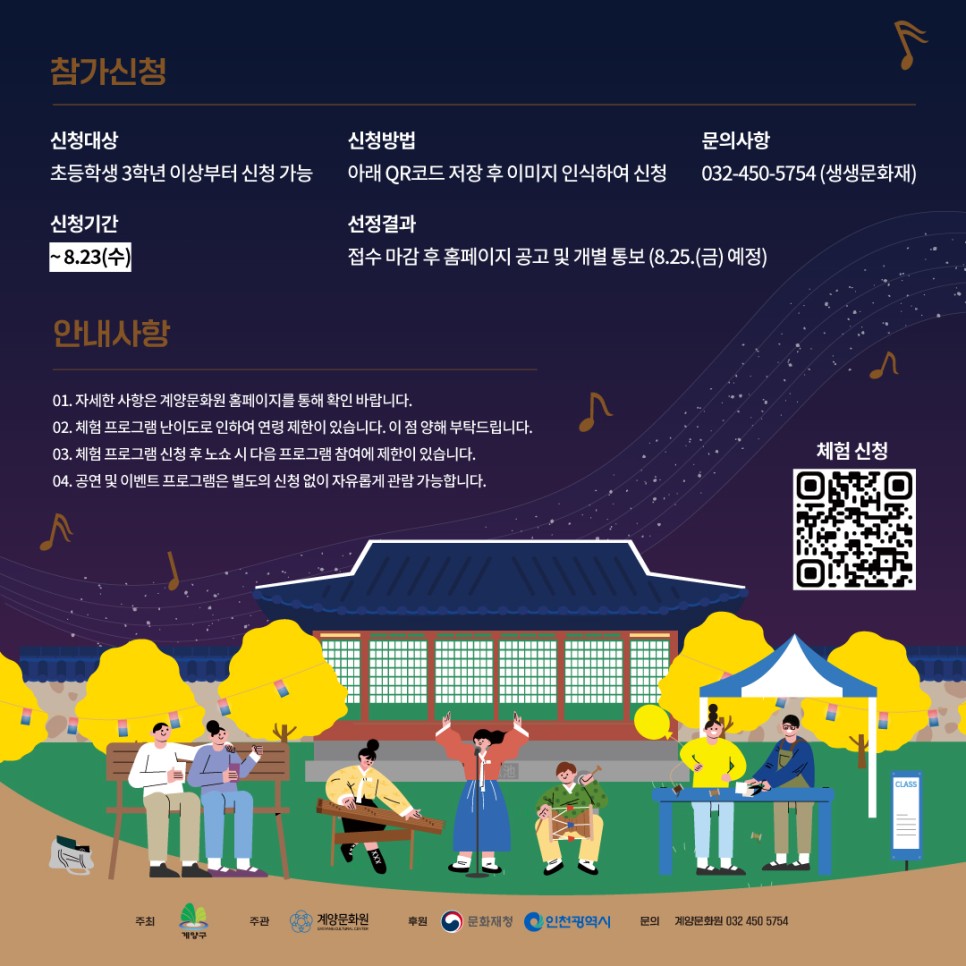 참가신청
신청대상
초등학생 3학년 이상부터 신청 가능
신청방법
아래 QR코드 저장 후 이미지 인식하여 신청
문의사항
032-450-5754 (생생문화재)
신청기간
~ 8.23(수)
선정결과
접수 마감 후 홈페이지 공고 및 개별 통보 (8.25.(금) 예정)
안내사항
01. 자세한 사항은 계양문화원 홈페이지를 통해 확인 바랍니다.
02. 체험 프로그램 난이도로 인하여 연령 제한이 있습니다. 이 점 양해 부탁드립니다.
03. 체험 프로그램 신청 후 노쇼 시 다음 프로그램 참여에 제한이 있습니다.
04. 공연 및 이벤트 프로그램은 별도의 신청 없이 자유롭게 관람 가능합니다.
체험 신청
CLASS
주최
계양구
주관
계양문화원
GYEYANG CULTURAL CENTER
후원
문화재청
인천광역시
문의
계양문화원 032 450 5754